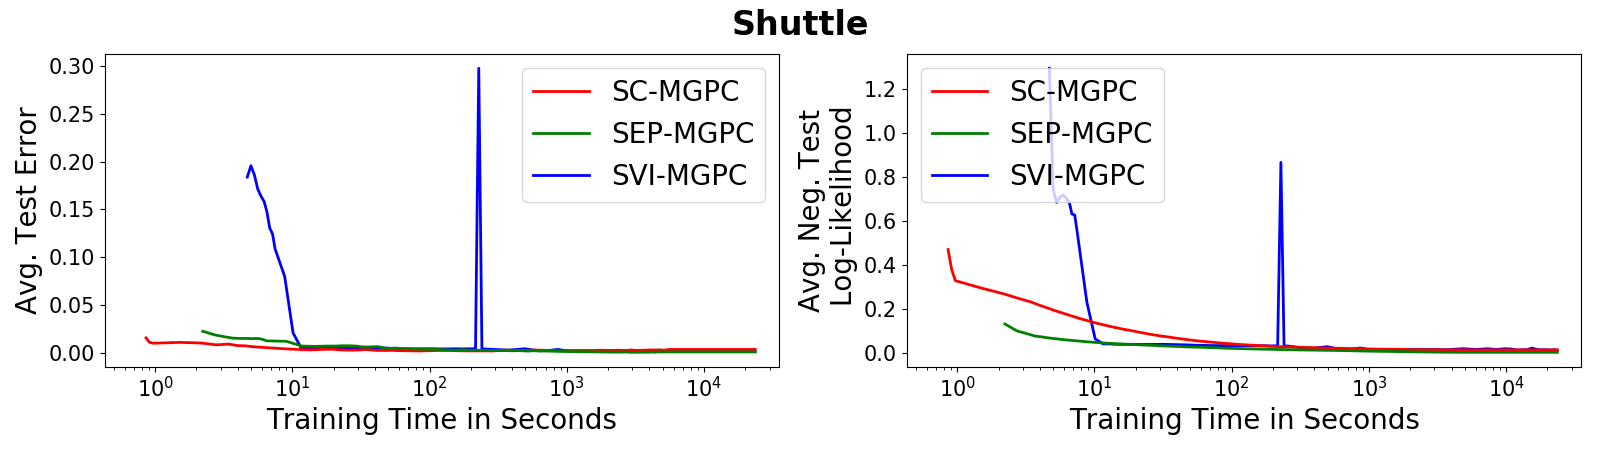 Shuttle
Avg. Test Error
0.30
0.25
0.20
0.15
0.10
0.05
0.00
SC-MGPC
SEP-MGPC
SVI-MGPC
10^0
10^1
10^2
10^3
10^4
Training Time in Seconds
Avg. Neg. Test
Log-Likelihood
1.2
1.0
0.8
0.6
0.4
0.2
0.0
SC-MGPC
SEP-MGPC
SVI-MGPC
10^0
10^1
10^2
10^3
10^4
Training Time in Seconds